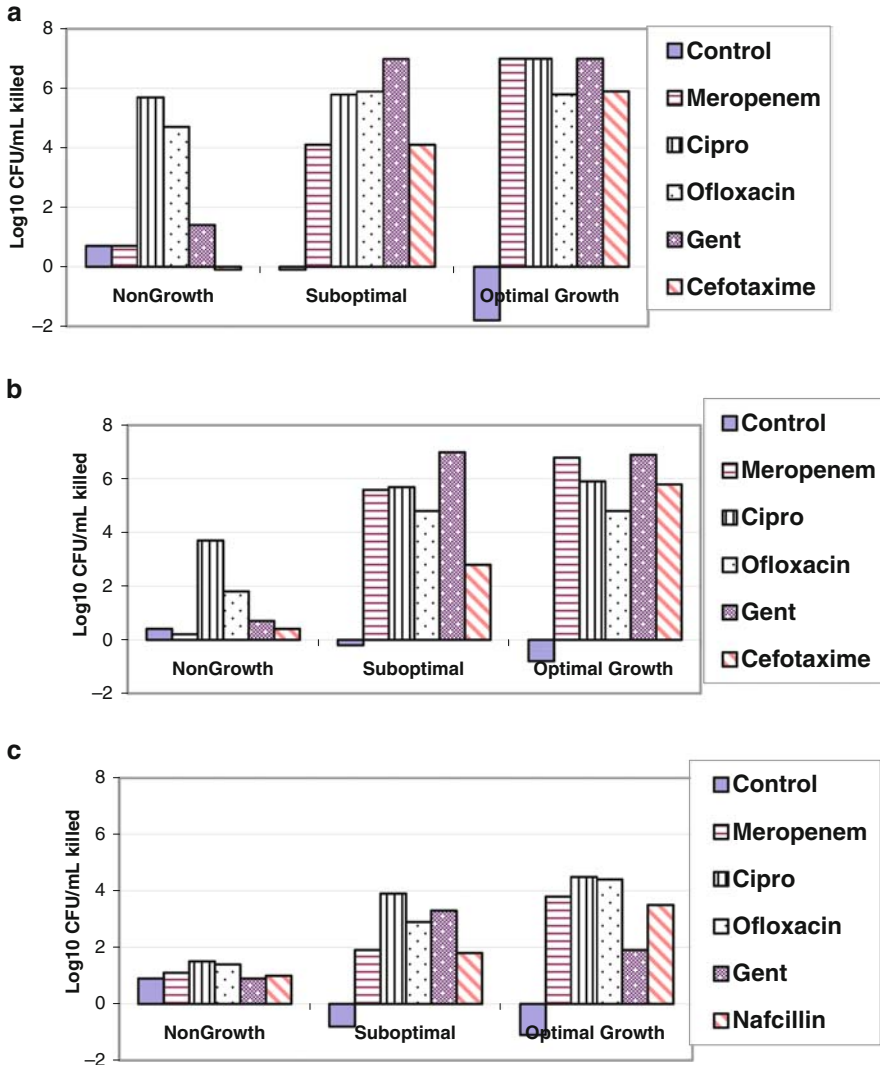 a
8
6
4
2
0
−2
Log10 CFU/mL killed
NonGrowth
Suboptimal
Optimal Growth
Control
Meropenem
Cipro
Ofloxacin
Gent
Cefotaxime
b
8
6
4
2
0
−2
Log10 CFU/mL killed
NonGrowth
Suboptimal
Optimal Growth
Control
Meropenem
Cipro
Ofloxacin
Gent
Cefotaxime
c
8
6
4
2
0
−2
Log10 CFU/mL killed
NonGrowth
Suboptimal
Optimal Growth
Control
Meropenem
Cipro
Ofloxacin
Gent
Nafcillin